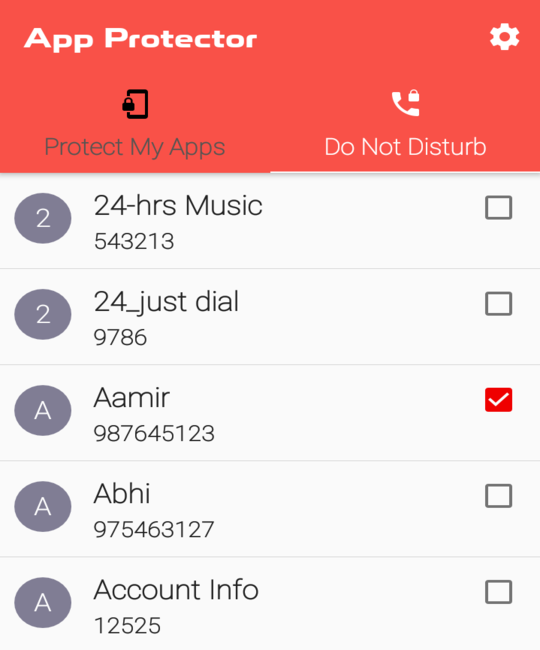 App Protector
Protect My Apps
Do Not Disturb
2
24-hrs Music
543213
2
24_just dial
9786
A
Aamir
987645123
A
Abhi
975463127
A
Account Info
12525